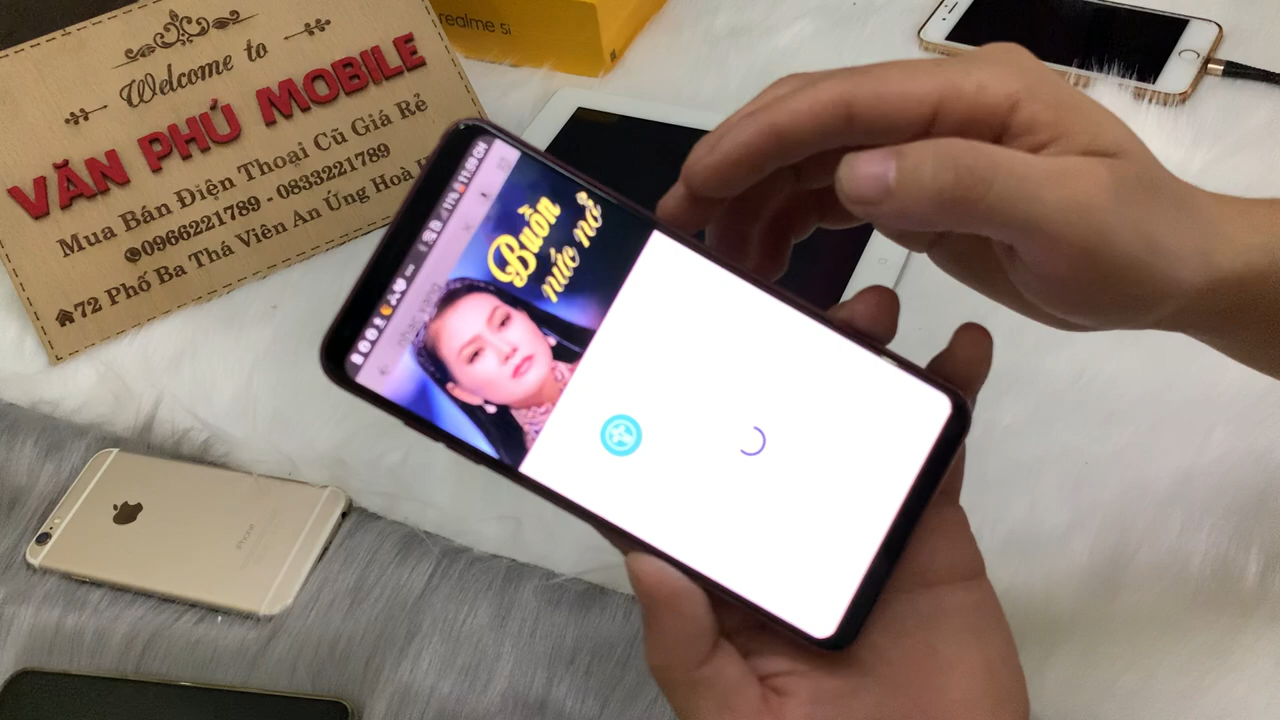 Welcome to
VĂN PHÚ MOBILE
Mua Bán Điện Thoại Cũ Giá Rẻ
0966221789 - 0833221789
72 Phố Ba Thá Viên An Ứng Hoà
realme 5i
Buồn
nức nở
iPhone